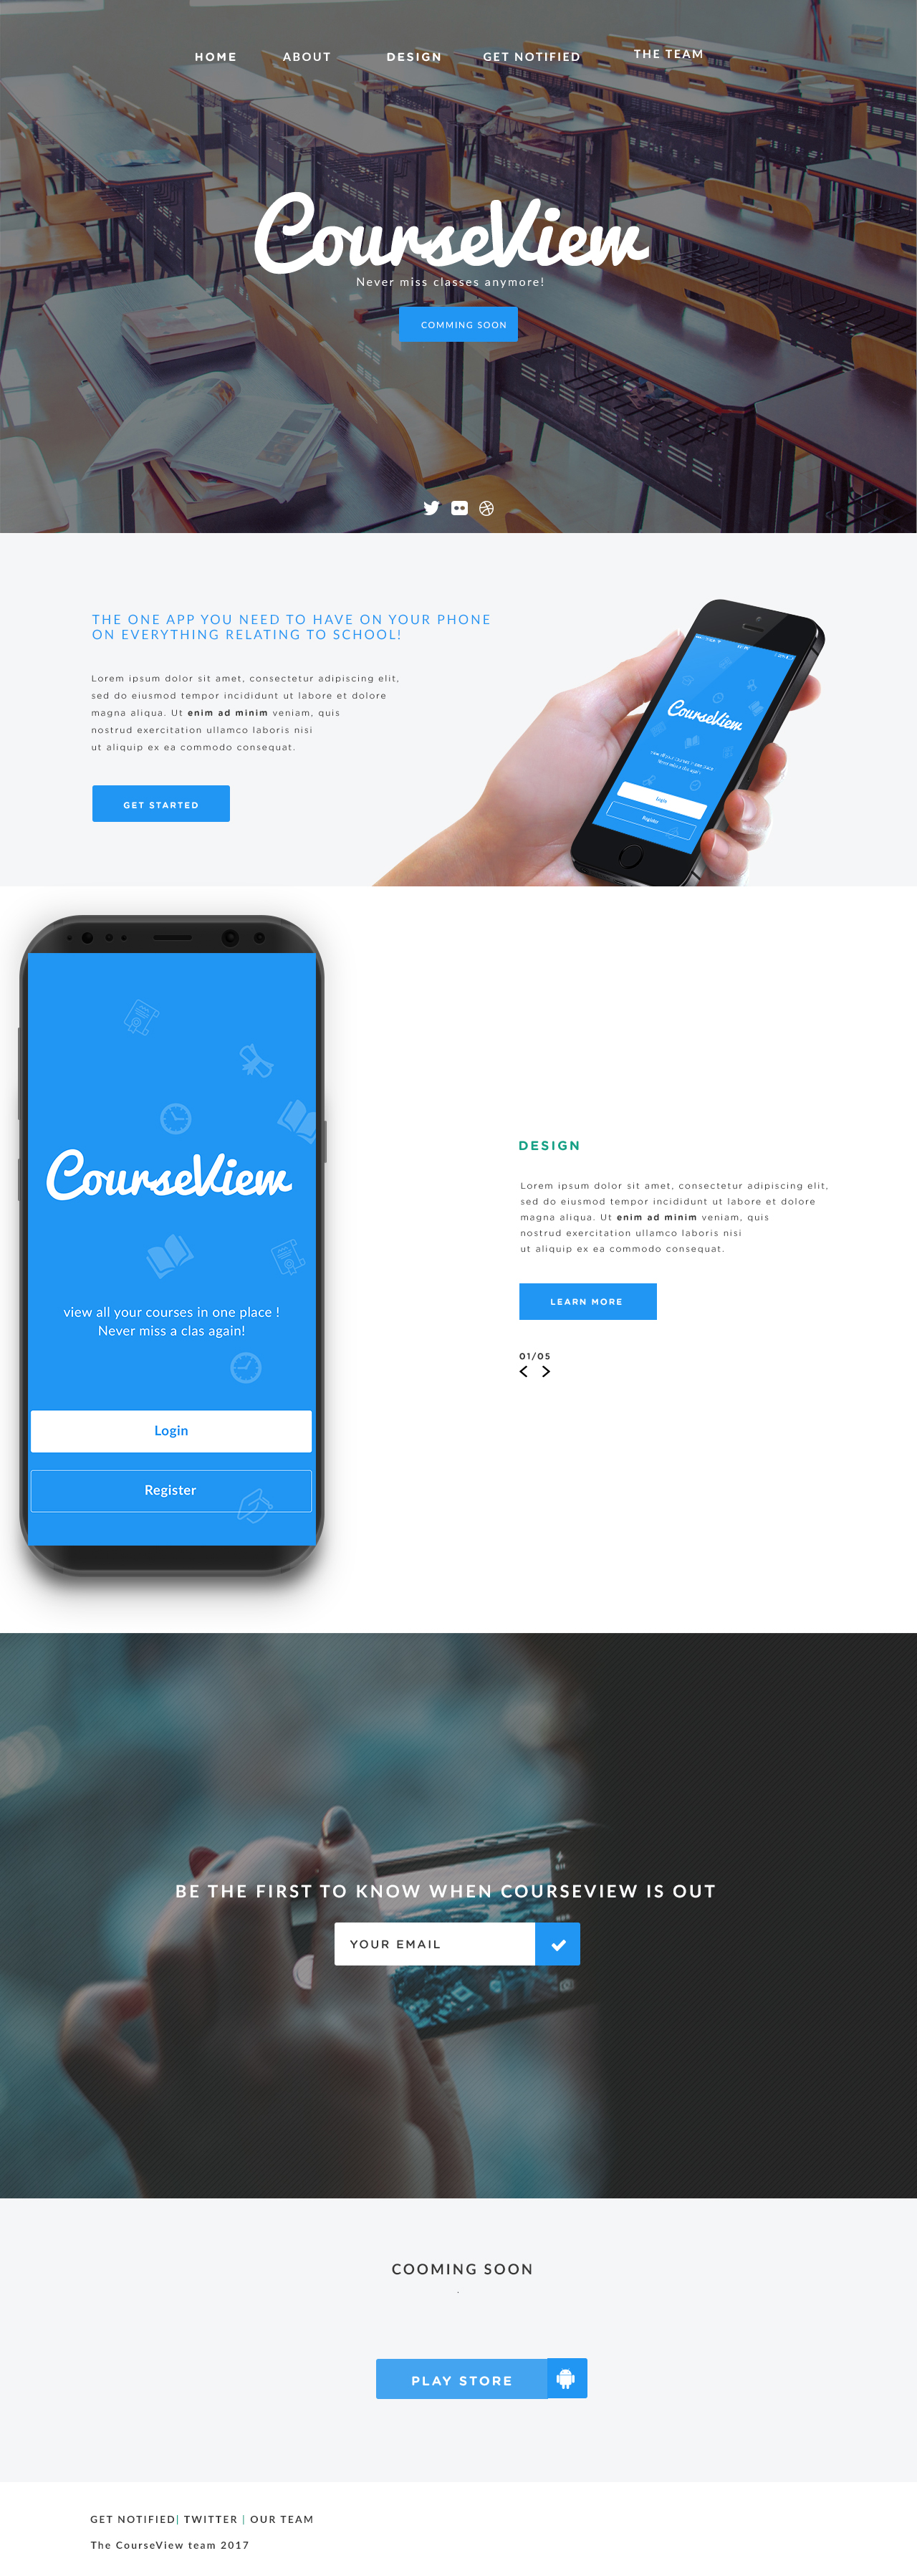 HOME ABOUT DESIGN GET NOTIFIED THE TEAM
CourseView
Never miss classes anymore!
COMMING SOON
THE ONE APP YOU NEED TO HAVE ON YOUR PHONE
ON EVERYTHING RELATING TO SCHOOL!
Lorem ipsum dolor sit amet, consectetur adipiscing elit,
sed do eiusmod tempor incididunt ut labore et dolore
magna aliqua. Ut enim ad minim veniam, quis
nostrud exercitation ullamco laboris nisi
ut aliquip ex ea commodo consequat.
GET STARTED
CourseView
Login
Register
CourseView
view all your courses in one place !
Never miss a clas again!
Login
Register
DESIGN
Lorem ipsum dolor sit amet, consectetur adipiscing elit,
sed do eiusmod tempor incididunt ut labore et dolore
magna aliqua. Ut enim ad minim veniam, quis
nostrud exercitation ullamco laboris nisi
ut aliquip ex ea commodo consequat.
LEARN MORE
01/05
BE THE FIRST TO KNOW WHEN COURSEVIEW IS OUT
YOUR EMAIL
COOMING SOON
.
PLAY STORE
GET NOTIFIED| TWITTER | OUR TEAM
The CourseView team 2017